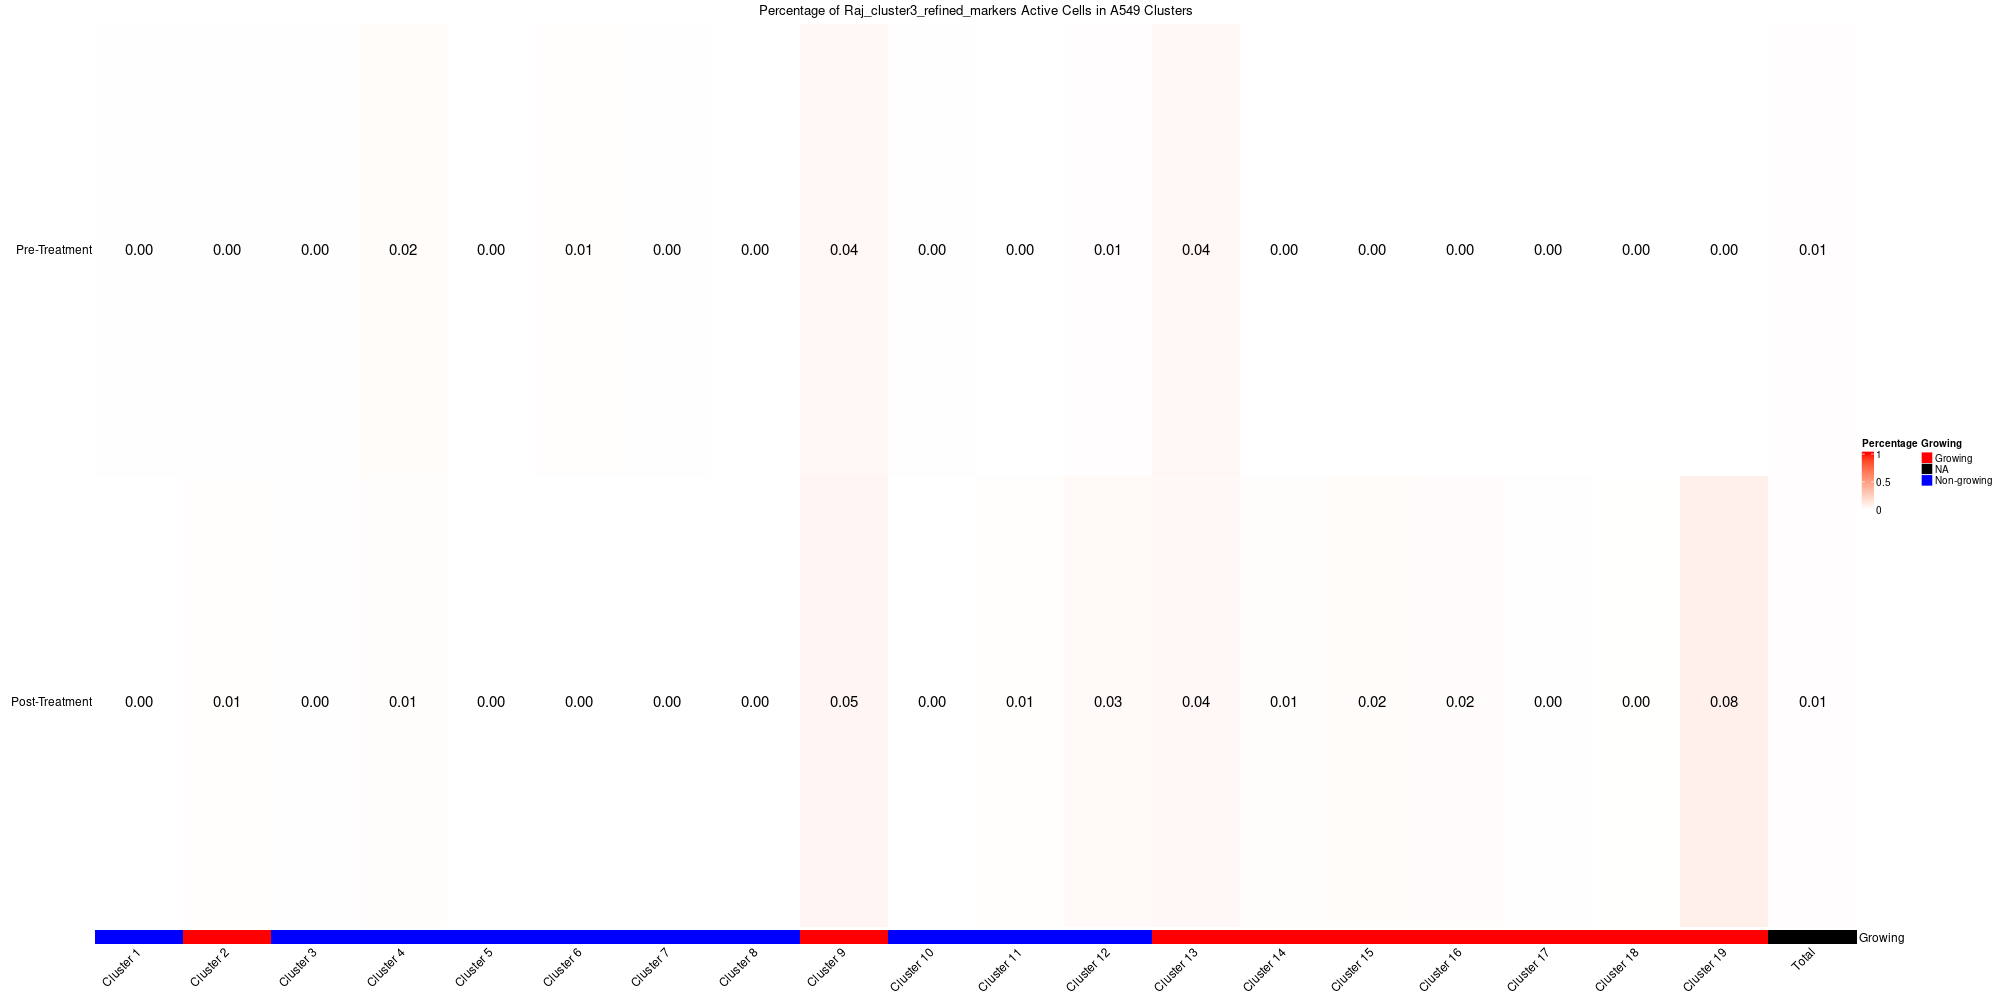 Percentage of Raj_cluster3_refined_markers Active Cells in A549 Clusters
Pre-Treatment 0.00 0.00 0.00 0.02 0.00 0.01 0.00 0.00 0.04 0.00 0.00 0.01 0.04 0.00 0.00 0.00 0.00 0.00 0.00 0.01
Post-Treatment 0.00 0.01 0.00 0.01 0.00 0.00 0.00 0.00 0.05 0.00 0.01 0.03 0.04 0.01 0.02 0.02 0.00 0.00 0.08 0.01
Growing
Cluster 1 Cluster 2 Cluster 3 Cluster 4 Cluster 5 Cluster 6 Cluster 7 Cluster 8 Cluster 9 Cluster 10 Cluster 11 Cluster 12 Cluster 13 Cluster 14 Cluster 15 Cluster 16 Cluster 17 Cluster 18 Cluster 19 Total
Percentage Growing
1 Growing
NA
0.5 Non-growing
0